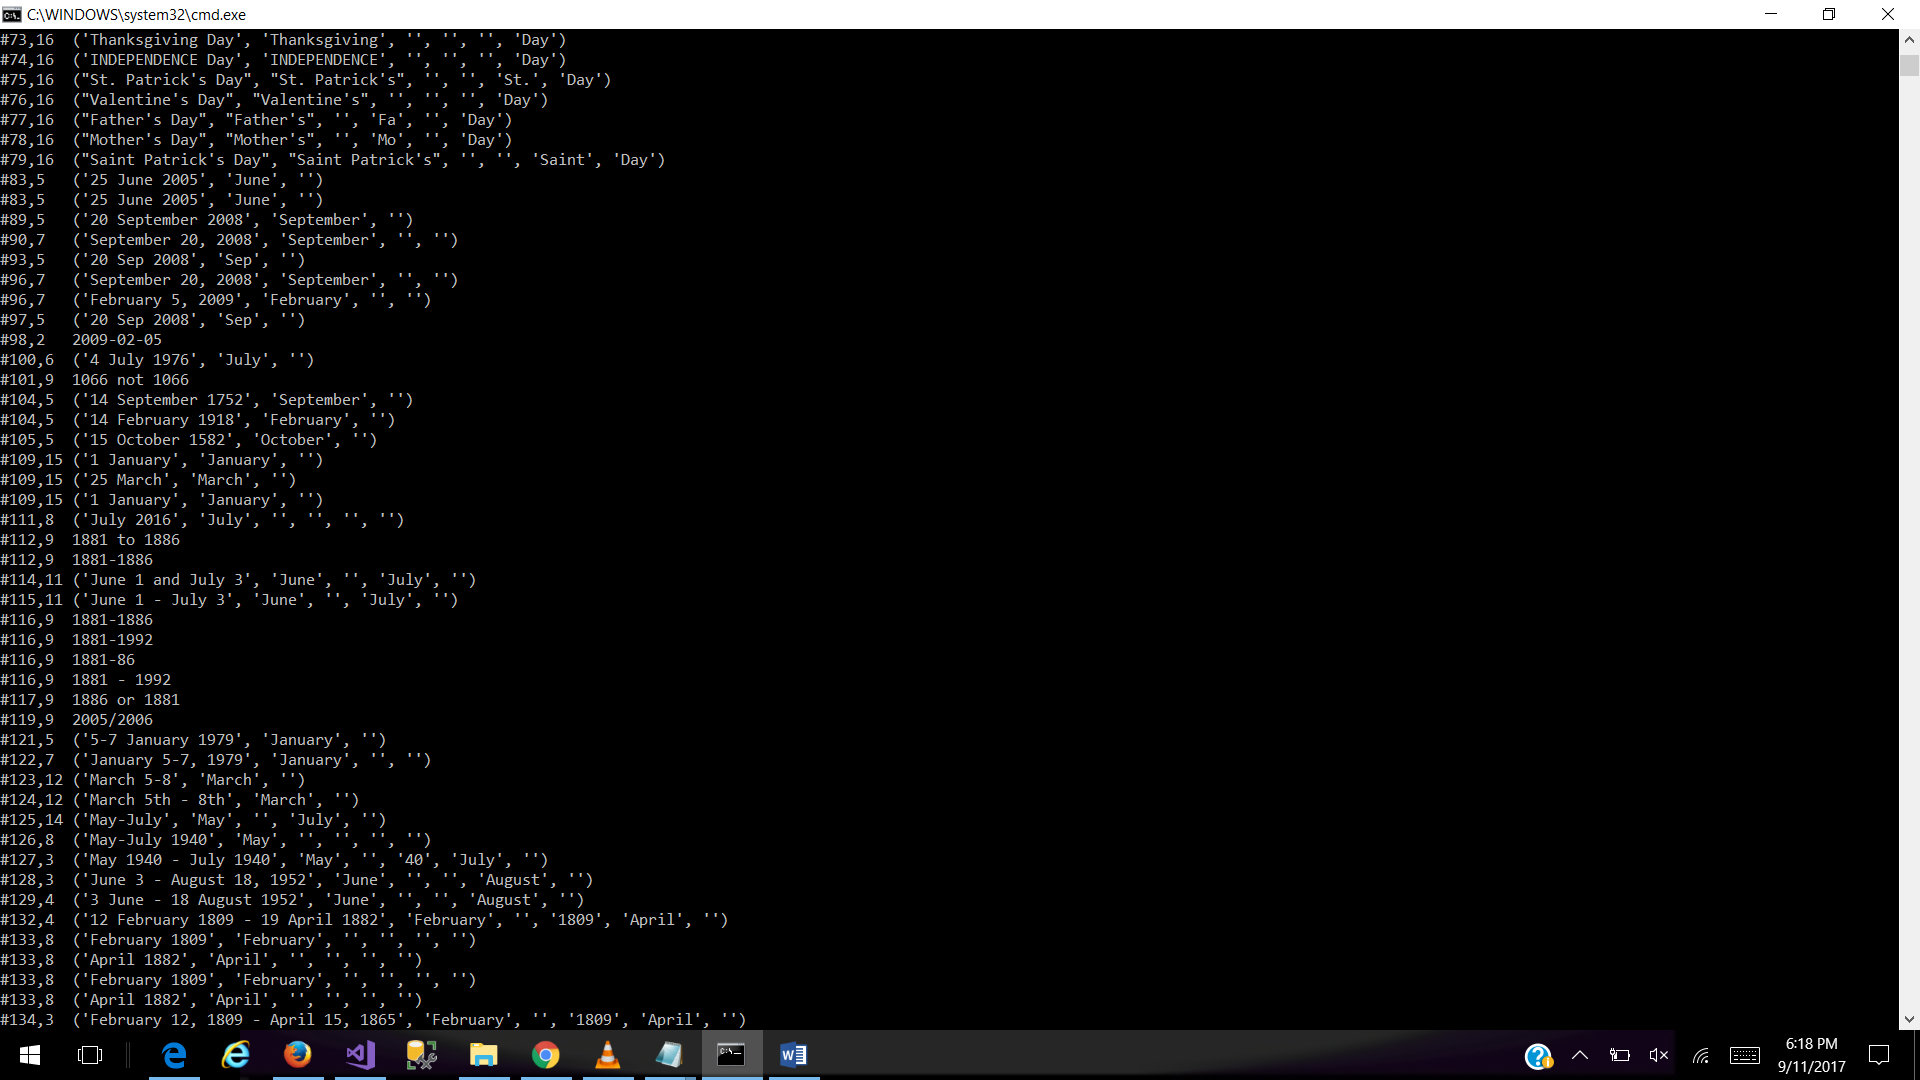 C:\WINDOWS\system32\cmd.exe
#73,16  ('Thanksgiving Day', 'Thanksgiving', '', '', '', 'Day')
#74,16  ('INDEPENDENCE Day', 'INDEPENDENCE', '', '', '', 'Day')
#75,16  ("St. Patrick's Day", "St. Patrick's", '', '', 'St.', 'Day')
#76,16  ("Valentine's Day", "Valentine's", '', '', '', 'Day')
#77,16  ("Father's Day", "Father's", '', 'Fa', '', 'Day')
#78,16  ("Mother's Day", "Mother's", '', 'Mo', '', 'Day')
#79,16  ("Saint Patrick's Day", "Saint Patrick's", '', '', 'Saint', 'Day')
#83,5   ('25 June 2005', 'June', '')
#83,5   ('25 June 2005', 'June', '')
#89,5   ('20 September 2008', 'September', '')
#90,7   ('September 20, 2008', 'September', '', '')
#93,5   ('20 Sep 2008', 'Sep', '')
#96,7   ('September 20, 2008', 'September', '', '')
#96,7   ('February 5, 2009', 'February', '', '')
#97,5   ('20 Sep 2008', 'Sep', '')
#98,2   2009-02-05
#100,6  ('4 July 1976', 'July', '')
#101,9  1066 not 1066
#104,5  ('14 September 1752', 'September', '')
#104,5  ('14 February 1918', 'February', '')
#105,5  ('15 October 1582', 'October', '')
#109,15 ('1 January', 'January', '')
#109,15 ('25 March', 'March', '')
#109,15 ('1 January', 'January', '')
#111,8  ('July 2016', 'July', '', '', '', '')
#112,9  1881 to 1886
#112,9  1881-1886
#114,11 ('June 1 and July 3', 'June', '', 'July', '')
#115,11 ('June 1 - July 3', 'June', '', 'July', '')
#116,9  1881-1886
#116,9  1881-1992
#116,9  1881-86
#116,9  1881 - 1992
#117,9  1886 or 1881
#119,9  2005/2006
#121,5  ('5-7 January 1979', 'January', '')
#122,7  ('January 5-7, 1979', 'January', '', '')
#123,12 ('March 5-8', 'March', '')
#124,12 ('March 5th - 8th', 'March', '')
#125,14 ('May-July', 'May', '', 'July', '')
#126,8  ('May-July 1940', 'May', '', '', '', '')
#127,3  ('May 1940 - July 1940', 'May', '', '40', 'July', '')
#128,3  ('June 3 - August 18, 1952', 'June', '', '', 'August', '')
#129,4  ('3 June - 18 August 1952', 'June', '', '', 'August', '')
#132,4  ('12 February 1809 - 19 April 1882', 'February', '', '1809', 'April', '')
#133,8  ('February 1809', 'February', '', '', '', '')
#133,8  ('April 1882', 'April', '', '', '', '')
#133,8  ('February 1809', 'February', '', '', '', '')
#133,8  ('April 1882', 'April', '', '', '', '')
#134,3  ('February 12, 1809 - April 15, 1865', 'February', '', '1809', 'April', '')
6:18 PM
9/11/2017